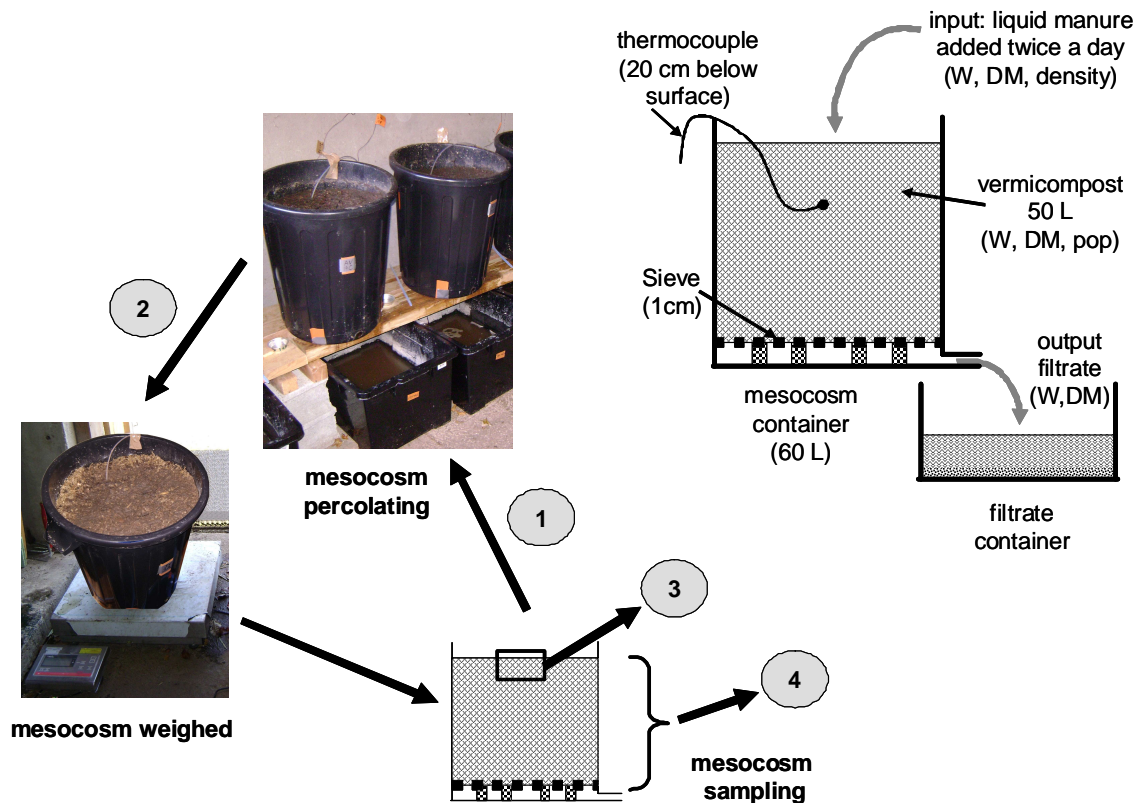 input: liquid manure
added twice a day
(W, DM, density)
thermocouple
(20 cm below
surface)
vermicompost
50 L
(W, DM, pop)
Sieve
(1cm)
output
filtrate
(W,DM)
mesocosm
container
(60 L)
filtrate
container
2
mesocosm
percolating
1
3
4
mesocosm weighed
mesocosm
sampling